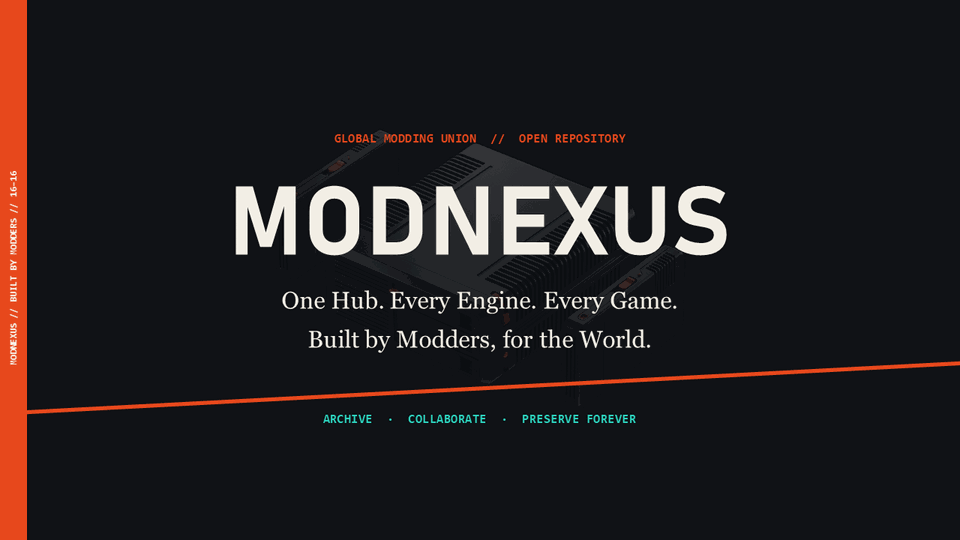 GLOBAL MODDING UNION // OPEN REPOSITORY
MODNEXUS
One Hub. Every Engine. Every Game.
Built by Modders, for the World.
ARCHIVE · COLLABORATE · PRESERVE FOREVER
MODNEXUS // BUILT BY MODDERS // 16-16